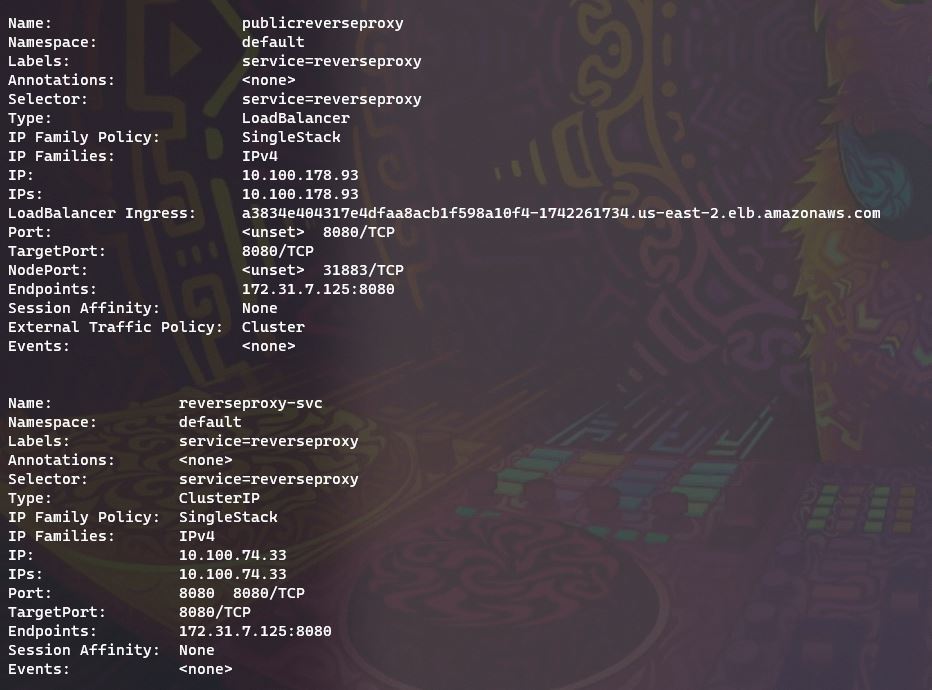 Name:                     publicreverseproxy
Namespace:                default
Labels:                   service=reverseproxy
Annotations:              <none>
Selector:                 service=reverseproxy
Type:                     LoadBalancer
IP Family Policy:         SingleStack
IP Families:              IPv4
IP:                       10.100.178.93
IPs:                      10.100.178.93
LoadBalancer Ingress:     a3834e404317e4dfaa8acb1f598a10f4-1742261734.us-east-2.elb.amazonaws.com
Port:                     <unset>  8080/TCP
TargetPort:               8080/TCP
NodePort:                 <unset>  31883/TCP
Endpoints:                172.31.7.125:8080
Session Affinity:         None
External Traffic Policy:  Cluster
Events:                   <none>
Name:              reverseproxy-svc
Namespace:         default
Labels:            service=reverseproxy
Annotations:       <none>
Selector:          service=reverseproxy
Type:              ClusterIP
IP Family Policy:  SingleStack
IP Families:       IPv4
IP:                10.100.74.33
IPs:               10.100.74.33
Port:              8080  8080/TCP
TargetPort:        8080/TCP
Endpoints:         172.31.7.125:8080
Session Affinity:  None
Events:            <none>